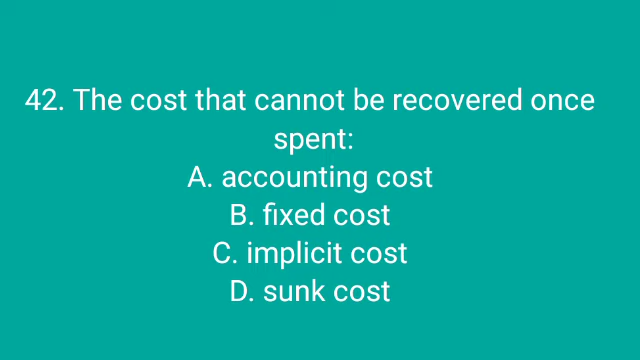 42. The cost that cannot be recovered once
spent:
A. accounting cost
B. fixed cost
C. implicit cost
D. sunk cost